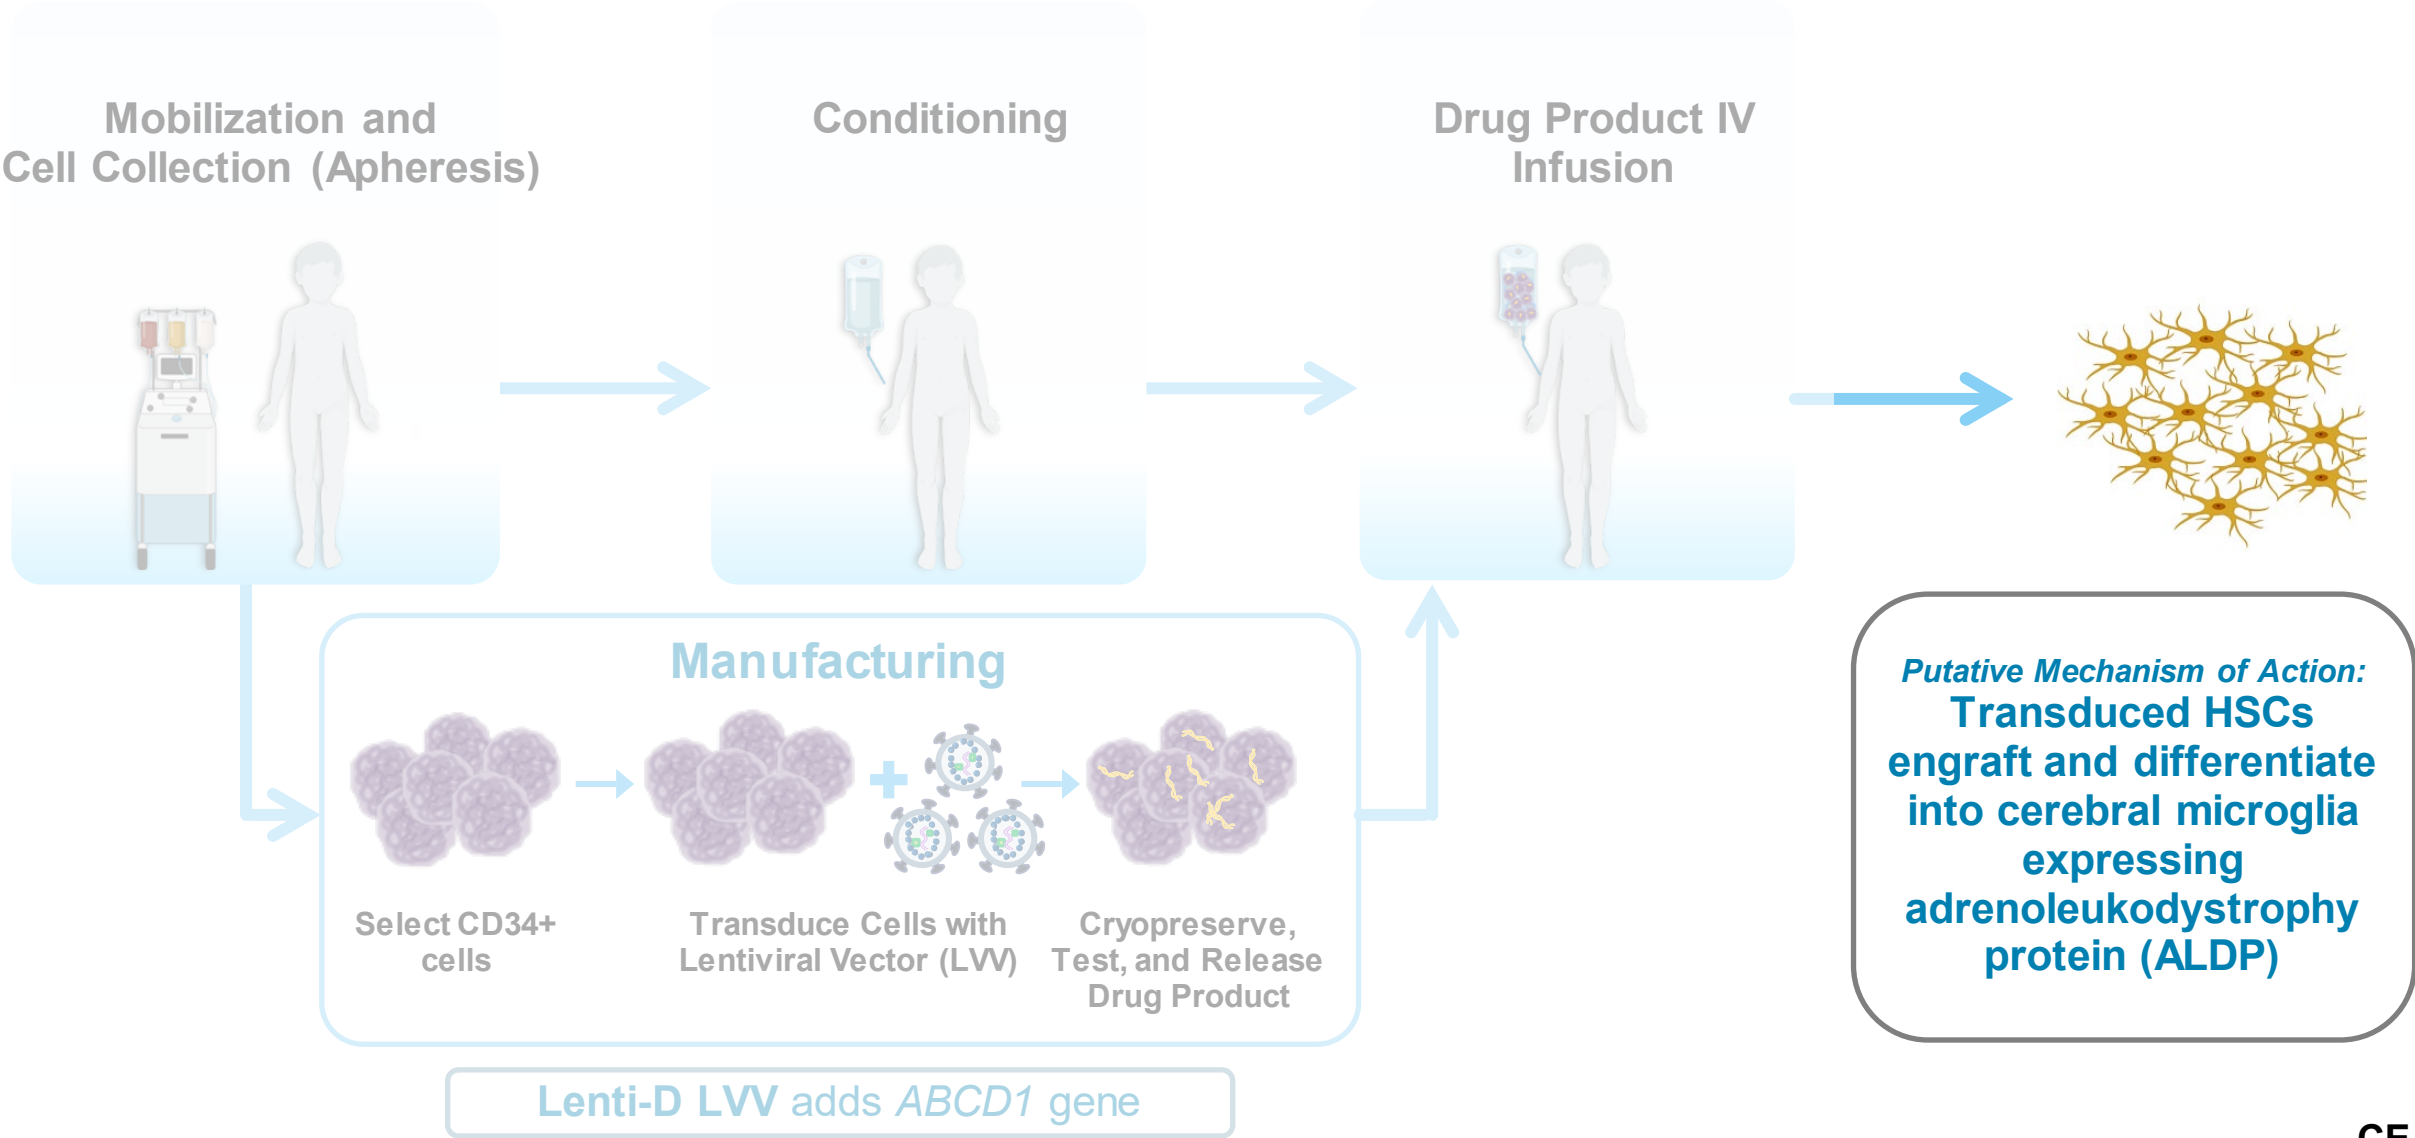 Mobilization and
Cell Collection (Apheresis)
Conditioning
Drug Product IV
Infusion
Manufacturing
Select CD34+
cells
Transduce Cells with
Lentiviral Vector (LVV)
Cryopreserve,
Test, and Release
Drug Product
Lenti-D LVV adds ABCD1 gene
Putative Mechanism of Action:
Transduced HSCs
engraft and differentiate
into cerebral microglia
expressing
adrenoleukodystrophy
protein (ALDP)